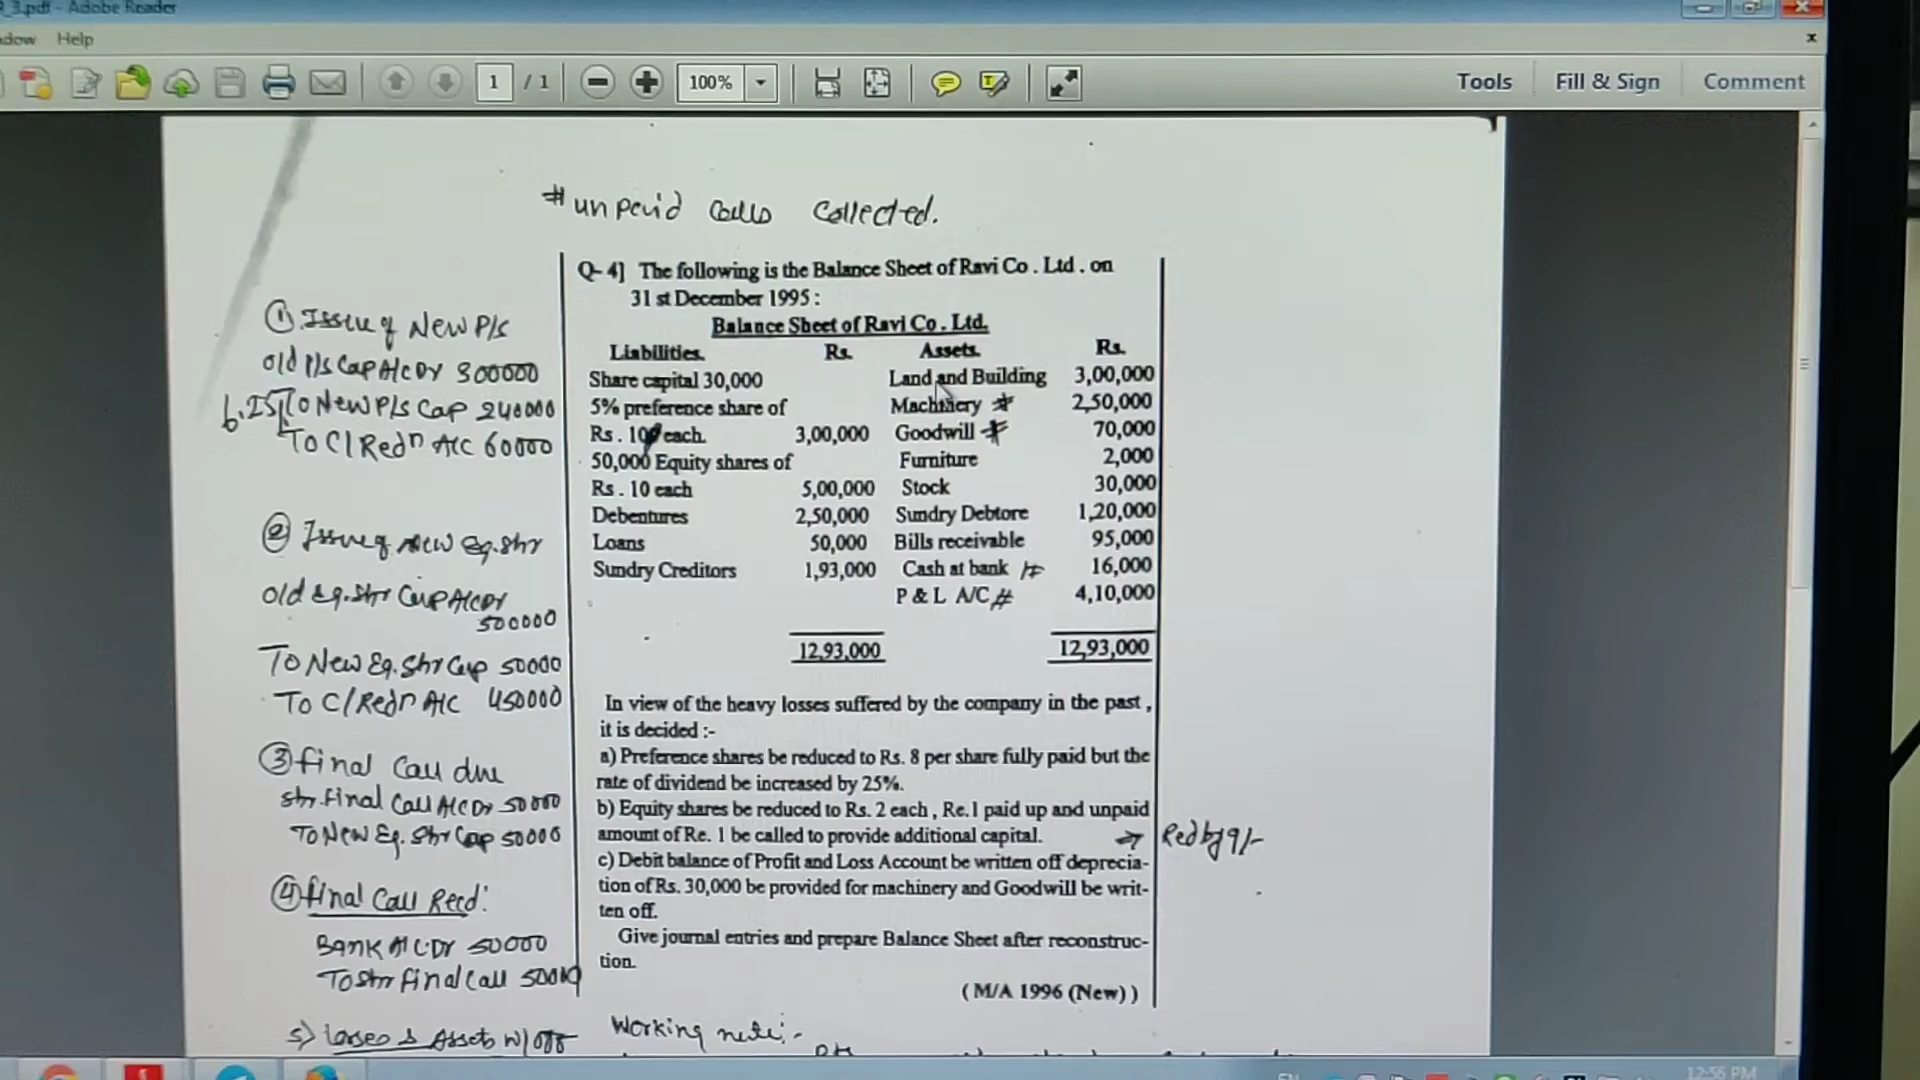 _3.pdf - Adobe Reader
dow Help
1 / 1 100% Tools Fill & Sign Comment
# unpaid calls collected.
Q-4] The following is the Balance Sheet of Ravi Co . Ltd . on
31 st December 1995 :
Balance Sheet of Ravi Co . Ltd.
Liabilities. Rs. Assets. Rs.
Share capital 30,000 Land and Building 3,00,000
5% preference share of Machinery # 2,50,000
Rs . 10 each. 3,00,000 Goodwill # 70,000
50,000 Equity shares of Furniture 2,000
Rs . 10 each 5,00,000 Stock 30,000
Debentures 2,50,000 Sundry Debtore 1,20,000
Loans 50,000 Bills receivable 95,000
Sundry Creditors 1,93,000 Cash at bank # 16,000
P & L A/C # 4,10,000
12,93,000 12,93,000
In view of the heavy losses suffered by the company in the past ,
it is decided :-
a) Preference shares be reduced to Rs. 8 per share fully paid but the
rate of dividend be increased by 25%.
b) Equity shares be reduced to Rs. 2 each , Re.1 paid up and unpaid
amount of Re. 1 be called to provide additional capital.
c) Debit balance of Profit and Loss Account be written off deprecia-
tion of Rs. 30,000 be provided for machinery and Goodwill be writ-
ten off.
Give journal entries and prepare Balance Sheet after reconstruc-
tion.
( M/A 1996 (New) )
→ Red by 9/-
① Issue of New P/s
Old P/s Cap A/c Dr 300000
6.25% To New P/s Cap 240000
To C/Redn A/c 60000
② Issue of New Eq.Shr
Old Eq.Shr Cap A/c Dr
500000
To New Eq.Shr Cap 50000
To C/Redn A/c 450000
③ Final Call due
Shr.Final Call A/c Dr 50000
To New Eq.Shr Cap 50000
④ Final Call Recd:
Bank A/c Dr 50000
To Shr Final Call 50000
5) Losses & Assets w/off
Working note:-
12:56 PM